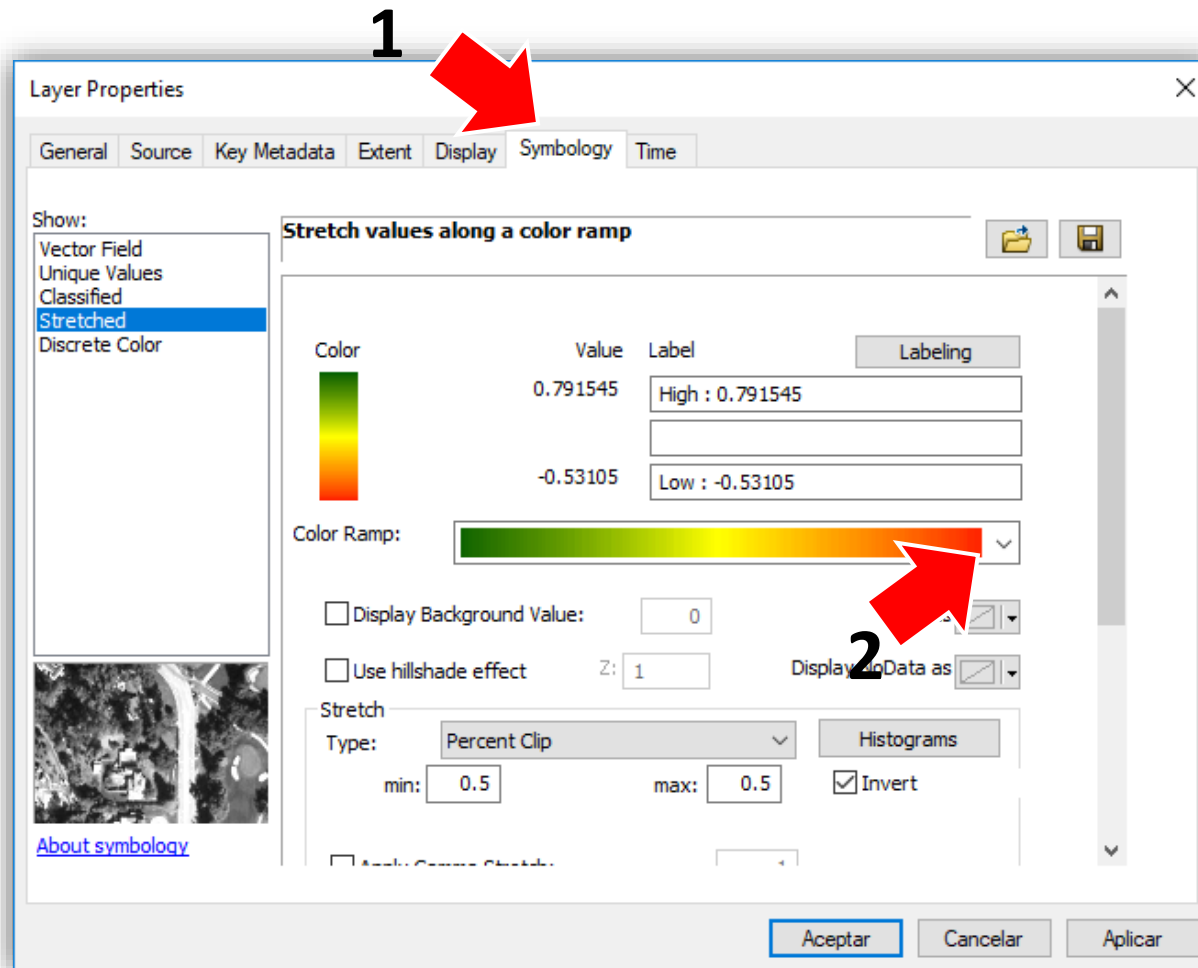 1
Layer Properties
General Source Key Metadata Extent Display Symbology Time
Show:
Vector Field
Unique Values
Classified
Stretched
Discrete Color
About symbology
Stretch values along a color ramp
Color Value Label Labeling
0.791545 High : 0.791545
-0.53105 Low : -0.53105
Color Ramp:
2
Display Background Value: 0
Use hillshade effect Z: 1 Display NoData as
Stretch
Type: Percent Clip Histograms
min: 0.5 max: 0.5 Invert
Aceptar Cancelar Aplicar